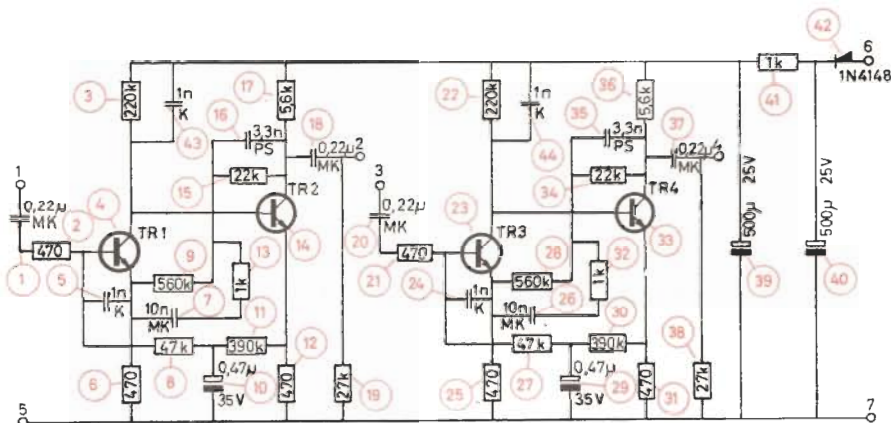 42
6
1N4148
1k
41
3
220k
1n
K
43
17
5,6k
16
3,3n
PS
18
0,22µ
MK
2
15
22k
TR2
14
1
0,22µ
MK
2
4
TR1
1
470
5
1n
K
9
560k
13
1k
10n
MK
7
11
47k
8
390k
12
6
470
0,47µ
35V
10
470
27k
19
22
220k
1n
K
44
36
5,6k
35
3,3n
PS
37
0,22µ
MK
4
34
22k
TR4
33
3
0,22µ
MK
20
23
TR3
470
21
24
1n
K
28
560k
32
1k
10n
MK
26
30
47k
27
390k
25
470
0,47µ
35V
29
470
31
38
27k
500µ 25V
39
500µ 25V
40
5
7